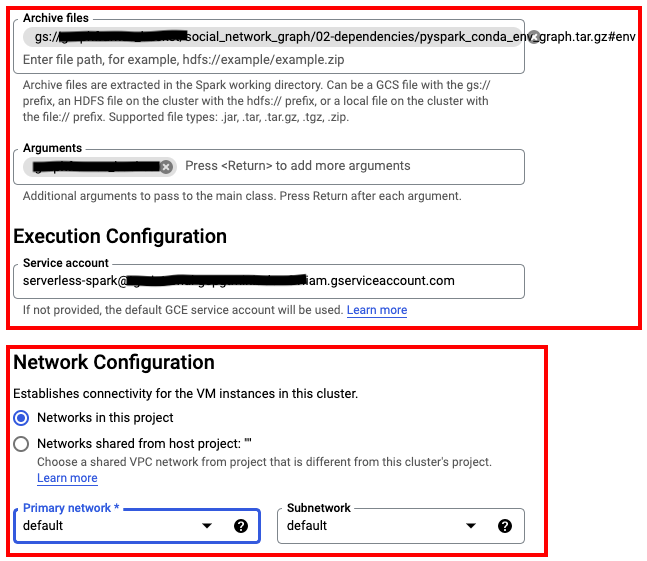 Archive files
gs:// social_network_graph/02-dependencies/pyspark_conda_env_graph.tar.gz#env
Enter file path, for example, hdfs://example/example.zip
Archive files are extracted in the Spark working directory. Can be a GCS file with the gs://
prefix, an HDFS file on the cluster with the hdfs:// prefix, or a local file on the cluster with
the file:// prefix. Supported file types: .jar, .tar, .tar.gz, .tgz, .zip.
Arguments
Press <Return> to add more arguments
Additional arguments to pass to the main class. Press Return after each argument.
Execution Configuration
Service account
serverless-spark@ iam.gserviceaccount.com
If not provided, the default GCE service account will be used. Learn more
Network Configuration
Establishes connectivity for the VM instances in this cluster.
Networks in this project
Networks shared from host project: ""
Choose a shared VPC network from project that is different from this cluster's project.
Learn more
Primary network *
default
Subnetwork
default